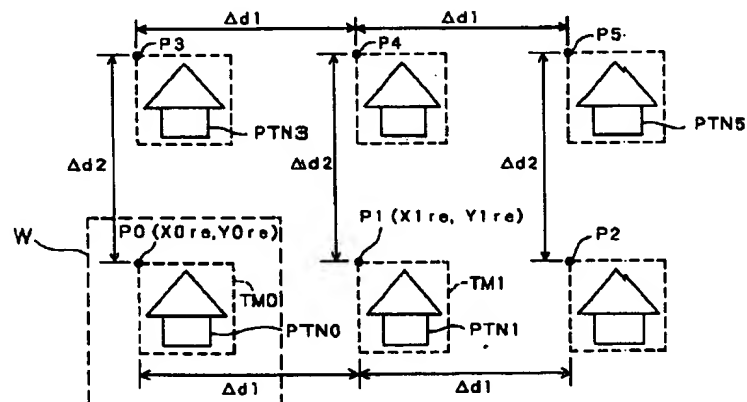 Δd1 Δd1
P3 P4 P5
PTN3 PTN5
Δd2 Δd2 Δd2
W P0 (X0re, Y0re) P1 (X1re, Y1re) P2
TM0 TM1
PTN0 PTN1
Δd1 Δd1